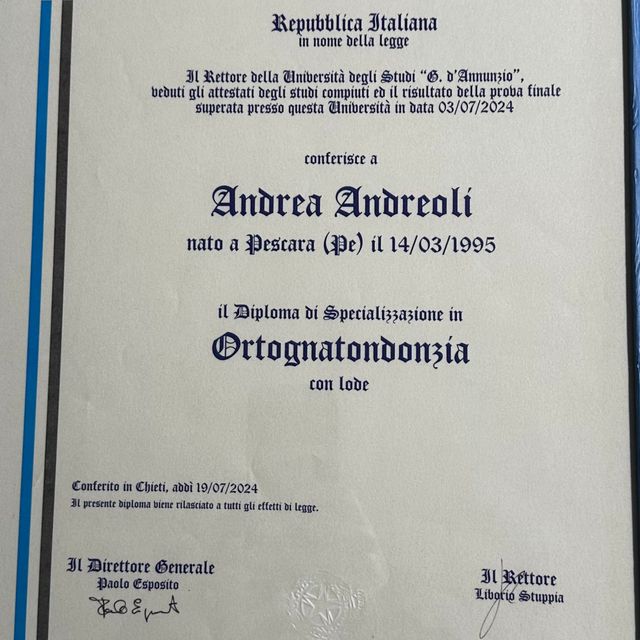 Repubblica Italiana
in nome della legge
Il Rettore della Università degli Studi "G. d'Annunzio",
veduti gli attestati degli studi compiuti ed il risultato della prova finale
superata presso questa Università in data 03/07/2024
conferisce a
Andrea Andreoli
nato a Pescara (Pe) il 14/03/1995
il Diploma di Specializzazione in
Ortognatondonzia
con lode
Conferito in Chieti, addì 19/07/2024
Il presente diploma viene rilasciato a tutti gli effetti di legge.
Il Direttore Generale
Paolo Esposito
Il Rettore
Liborio Stuppia